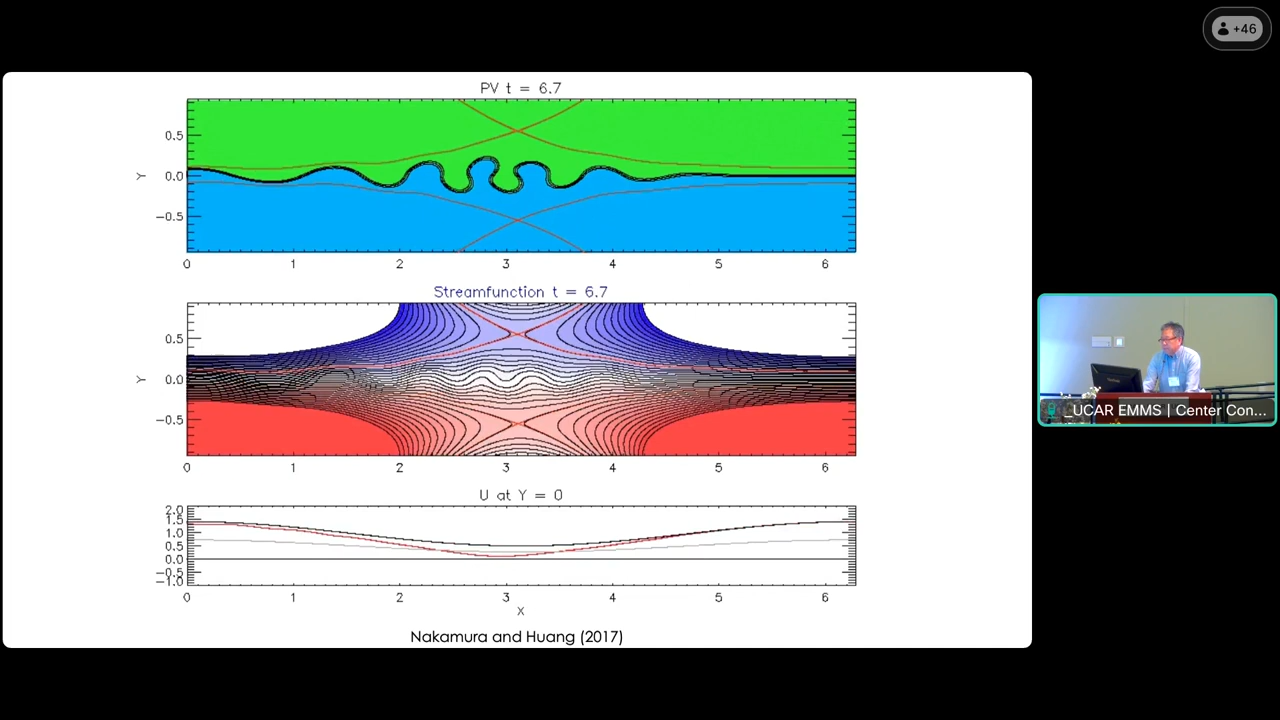 +46
PV t = 6.7
0.5
Y
0.0
−0.5
0 1 2 3 4 5 6
Streamfunction t = 6.7
0.5
Y
0.0
−0.5
0 1 2 3 4 5 6
U at Y = 0
2.0
1.5
1.0
0.5
0.0
−0.5
−1.0
0 1 2 3 4 5 6
X
Nakamura and Huang (2017)
_UCAR EMMS | Center Con...